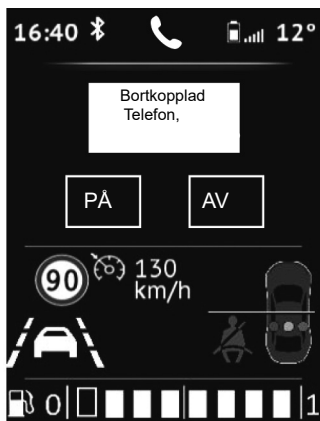 16:40 12°
Bortkopplad
Telefon,
PÅ AV
90 130
km/h
0 1